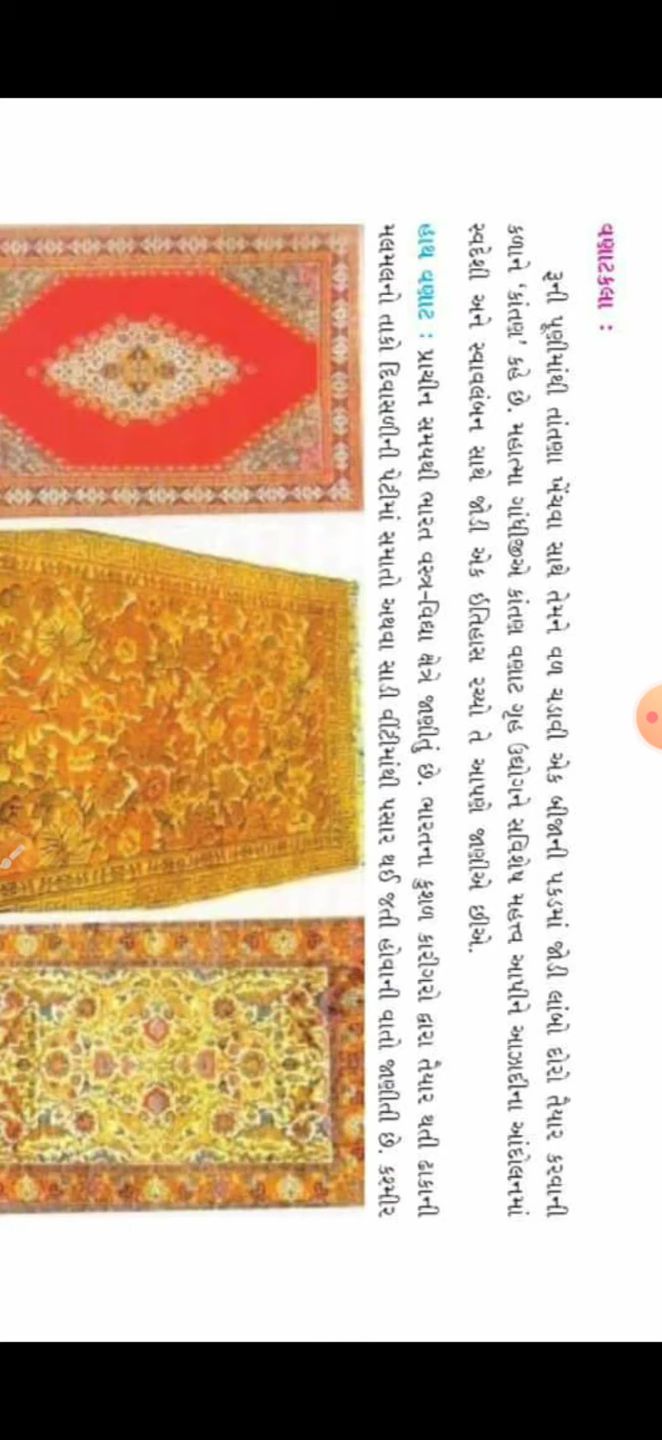 વણાટકલા :
રૂની પૂણીમાંથી તાંતણા ખેંચવા સાથે તેમને વળ ચડાવી એક બીજાની પકડમાં જોડી લાંબો દોરો તૈયાર કરવાની
કળાને ‘કાંતણ’ કહે છે. મહાત્મા ગાંધીજીએ કાંતણ વણાટ ગૃહ ઉદ્યોગને સવિશેષ મહત્ત્વ આપીને આઝાદીના આંદોલનમાં
સ્વદેશી અને સ્વાવલંબન સાથે જોડી એક ઇતિહાસ રચ્યો તે આપણે જાણીએ છીએ.
હાથ વણાટ : પ્રાચીન સમયથી ભારત વસ્ત્ર-વિદ્યા ક્ષેત્રે જાણીતું છે. ભારતના કુશળ કારીગરો દ્વારા તૈયાર થતી ઢાકાની
મલમલનો તાકો દિવાસળીની પેટીમાં સમાતો અથવા સાડી વીંટીમાંથી પસાર થઈ જતી હોવાની વાતો જાણીતી છે. કશ્મીર